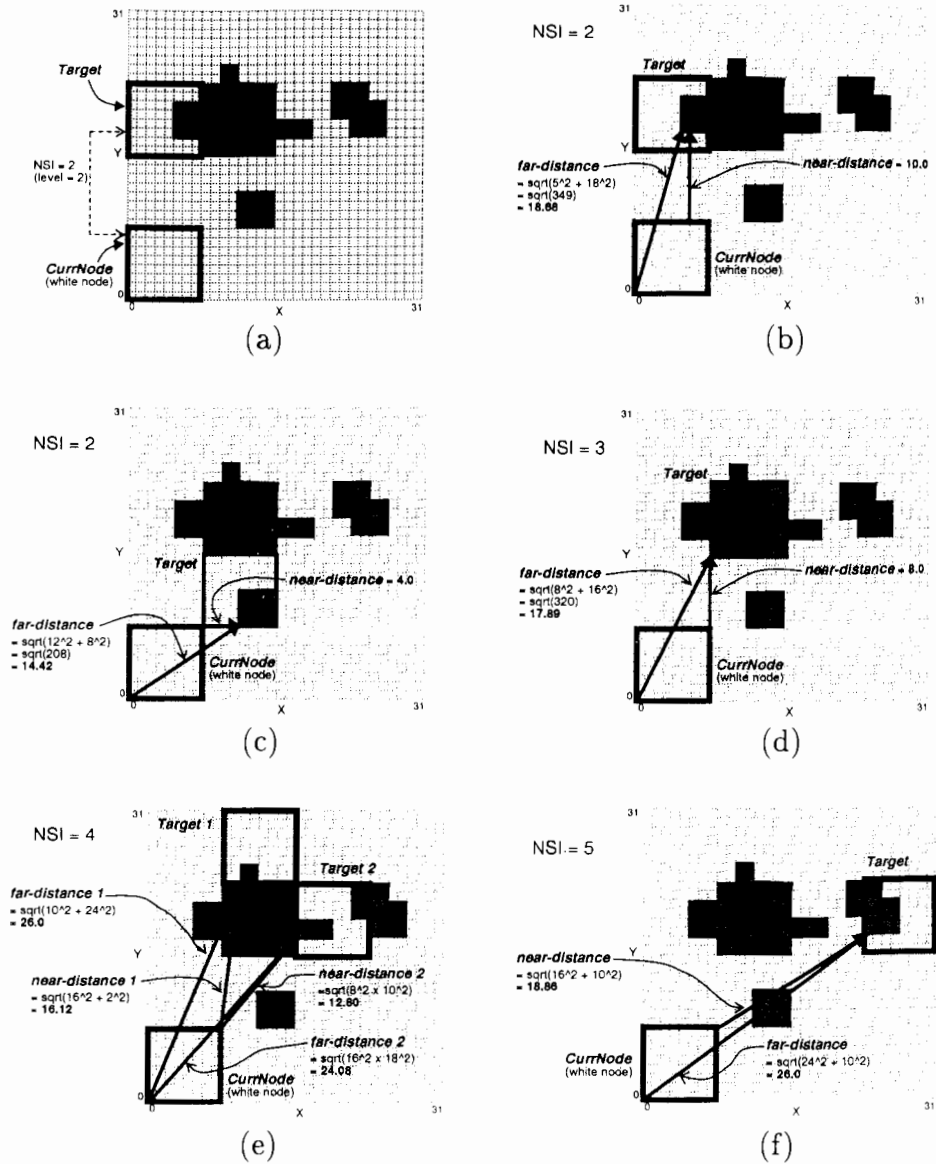 31
Target
Y
NSI = 2
(level = 2)
CurrNode
(white node)
0
0
X
31
(a)
NSI = 2
31
Target
Y
far-distance
= sqrt(5^2 + 18^2)
= sqrt(349)
= 18.68
near-distance = 10.0
CurrNode
(white node)
0
0
X
31
(b)
NSI = 2
31
Y
Target
near-distance = 4.0
far-distance
= sqrt(12^2 + 8^2)
= sqrt(208)
= 14.42
CurrNode
(white node)
0
0
X
31
(c)
NSI = 3
31
Target
Y
far-distance
= sqrt(8^2 + 16^2)
= sqrt(320)
= 17.89
near-distance = 8.0
CurrNode
(white node)
0
0
X
31
(d)
NSI = 4
31
Target 1
Target 2
far-distance 1
= sqrt(10^2 + 24^2)
= 26.0
Y
near-distance 1
= sqrt(16^2 + 2^2)
= 16.12
near-distance 2
= sqrt(8^2 x 10^2)
= 12.80
far-distance 2
= sqrt(16^2 x 18^2)
= 24.08
CurrNode
(white node)
0
0
X
31
(e)
NSI = 5
31
Target
Y
near-distance
= sqrt(16^2 + 10^2)
= 18.86
far-distance
= sqrt(24^2 + 10^2)
= 26.0
CurrNode
(white node)
0
0
X
31
(f)